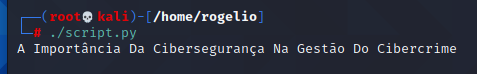 ┌──(root💀kali)-[/home/rogelio]
└─# ./script.py
A Importância Da Cibersegurança Na Gestão Do Cibercrime